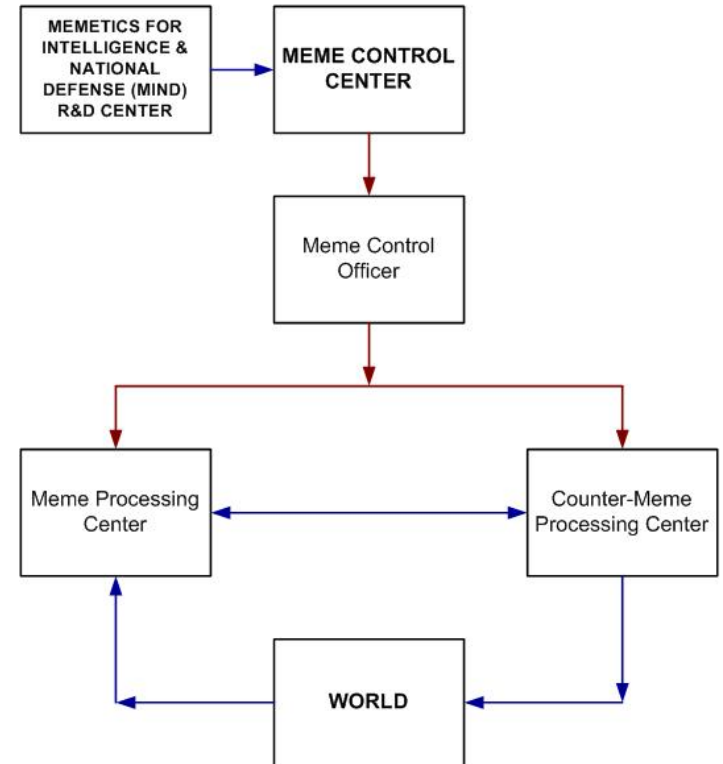 MEMETICS FOR
INTELLIGENCE &
NATIONAL
DEFENSE (MIND)
R&D CENTER
MEME CONTROL
CENTER
Meme Control
Officer
Meme Processing
Center
Counter-Meme
Processing Center
WORLD